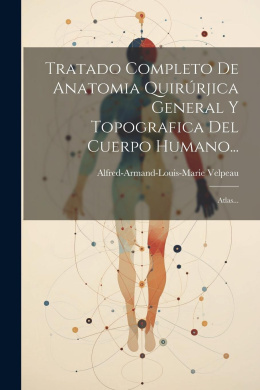 Tratado Completo De
Anatomia Quirúrjica
General Y
Topografica Del
Cuerpo Humano...
Alfred-Armand-Louis-Marie Velpeau
Atlas...